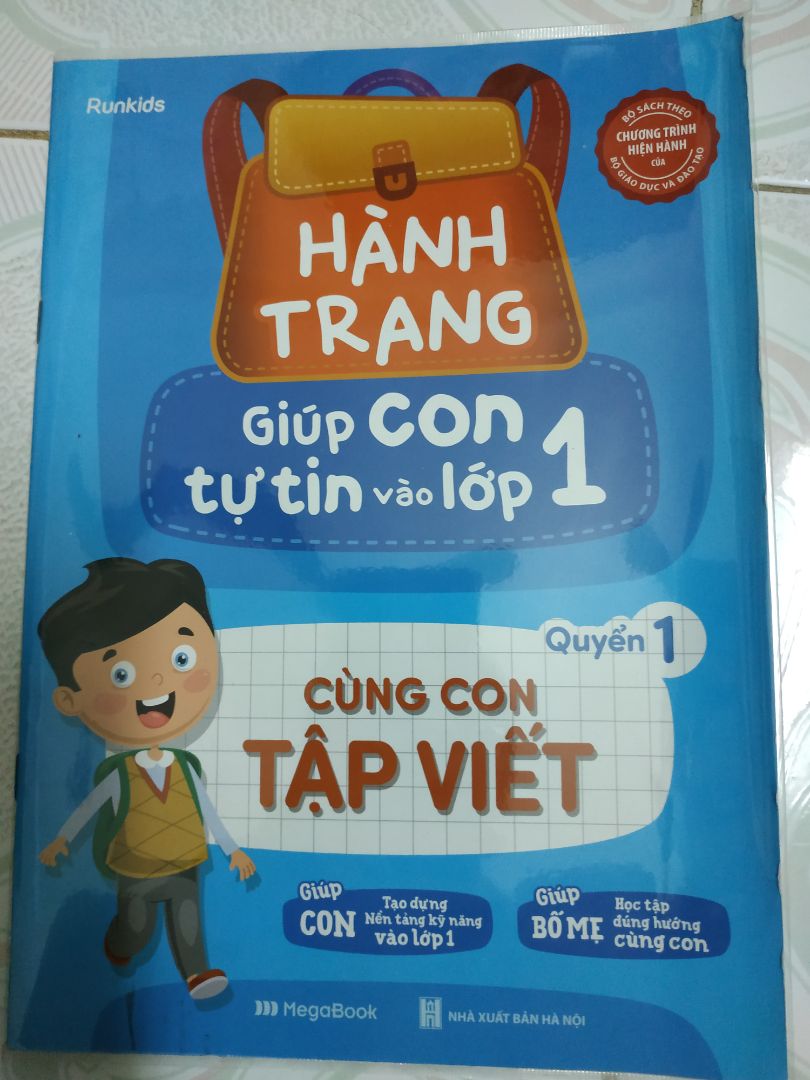 Runkids
BỘ SÁCH THEO
CHƯƠNG TRÌNH
HIỆN HÀNH
CỦA
BỘ GIÁO DỤC VÀ ĐÀO TẠO
HÀNH
TRANG
Giúp con
tự tin vào lớp 1
Quyển 1
CÙNG CON
TẬP VIẾT
Giúp
CON
Tạo dựng
Nền tảng kỹ năng
vào lớp 1
Giúp
BỐ MẸ
Học tập
đúng hướng
cùng con
MegaBook
NHÀ XUẤT BẢN HÀ NỘI